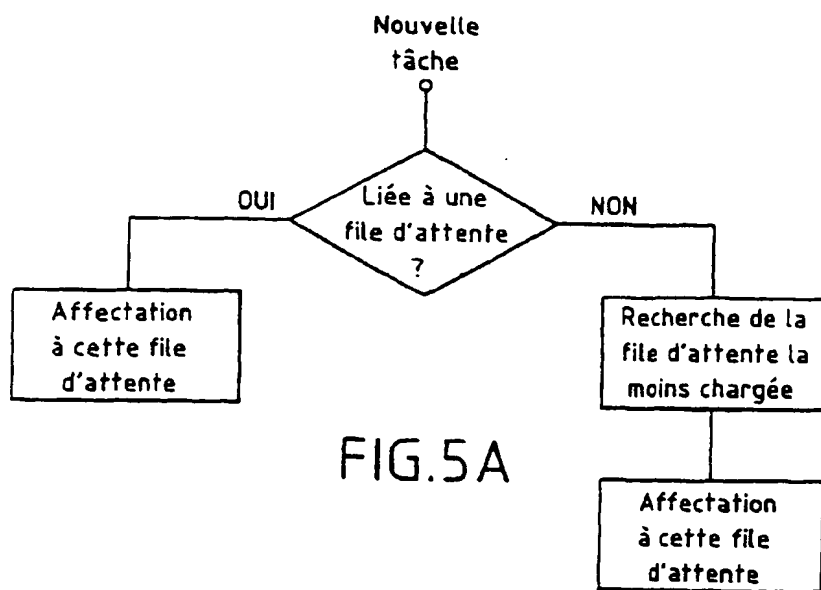 Nouvelle
tâche
OUI
Liée à une
file d'attente
?
NON
Affectation
à cette file
d'attente
Recherche de la
file d'attente la
moins chargée
Affectation
à cette file
d'attente
FIG.5A